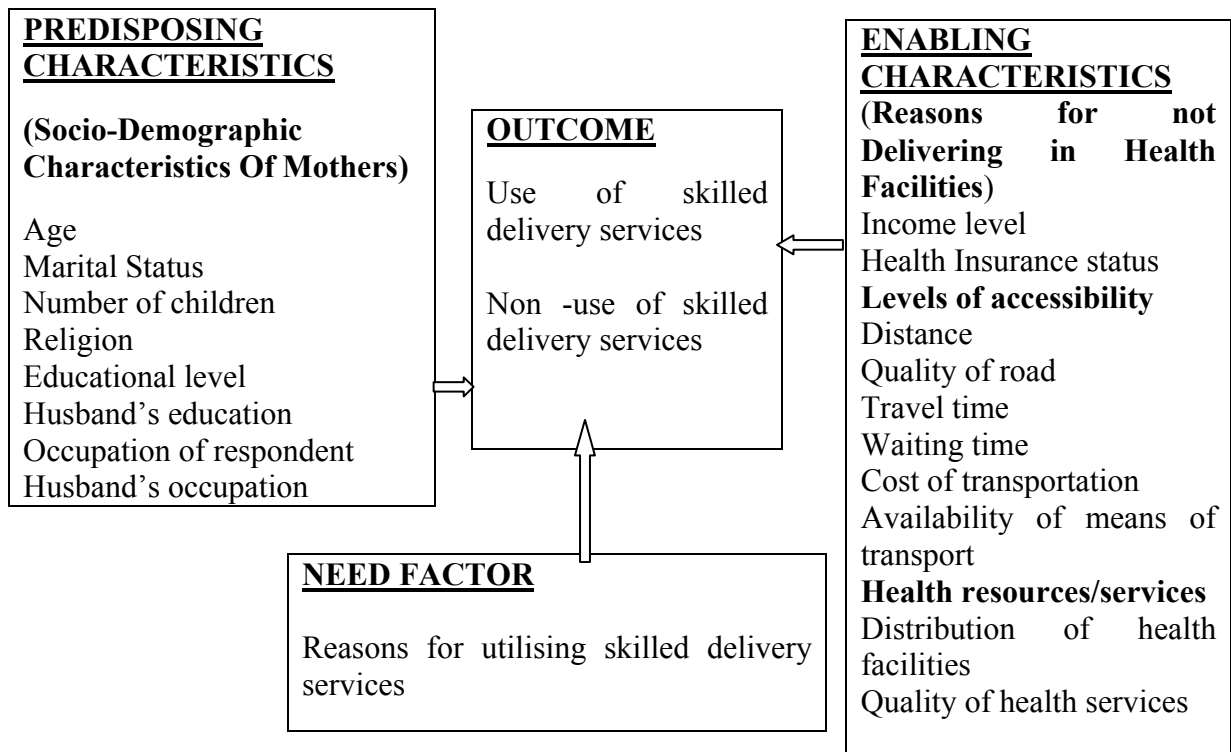 PREDISPOSING
CHARACTERISTICS
(Socio-Demographic
Characteristics Of Mothers)
Age
Marital Status
Number of children
Religion
Educational level
Husband’s education
Occupation of respondent
Husband’s occupation
OUTCOME
Use of skilled
delivery services
Non -use of skilled
delivery services
NEED FACTOR
Reasons for utilising skilled delivery
services
ENABLING
CHARACTERISTICS
(Reasons for not
Delivering in Health
Facilities)
Income level
Health Insurance status
Levels of accessibility
Distance
Quality of road
Travel time
Waiting time
Cost of transportation
Availability of means of
transport
Health resources/services
Distribution of health
facilities
Quality of health services